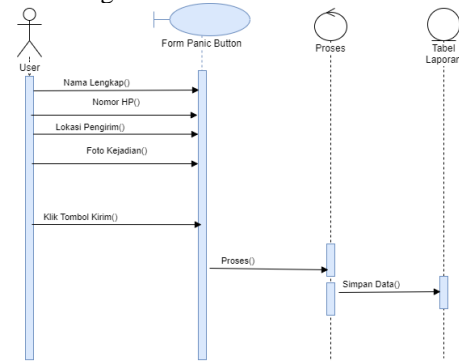 User
Form Panic Button
Proses
Tabel
Laporan
Nama Lengkap()
Nomor HP()
Lokasi Pengirim()
Foto Kejadian()
Klik Tombol Kirim()
Proses()
Simpan Data()